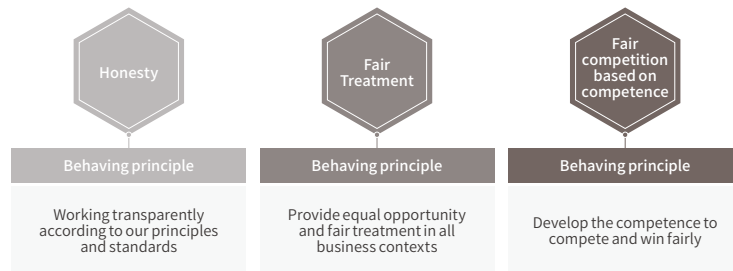 Honesty
Fair
Treatment
Fair
competition
based on
competence
Behaving principle
Behaving principle
Behaving principle
Working transparently
according to our principles
and standards
Provide equal opportunity
and fair treatment in all
business contexts
Develop the competence to
compete and win fairly